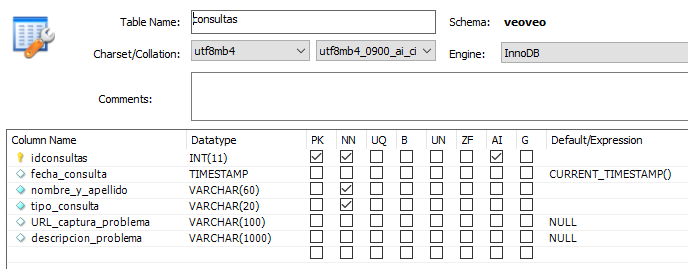 Table Name: consultas Schema: veoveo
Charset/Collation: utf8mb4 utf8mb4_0900_ai_ci Engine: InnoDB
Comments:
Column Name Datatype PK NN UQ B UN ZF AI G Default/Expression
idconsultas INT(11)
fecha_consulta TIMESTAMP CURRENT_TIMESTAMP()
nombre_y_apellido VARCHAR(60)
tipo_consulta VARCHAR(20)
URL_captura_problema VARCHAR(100) NULL
descripcion_problema VARCHAR(1000) NULL